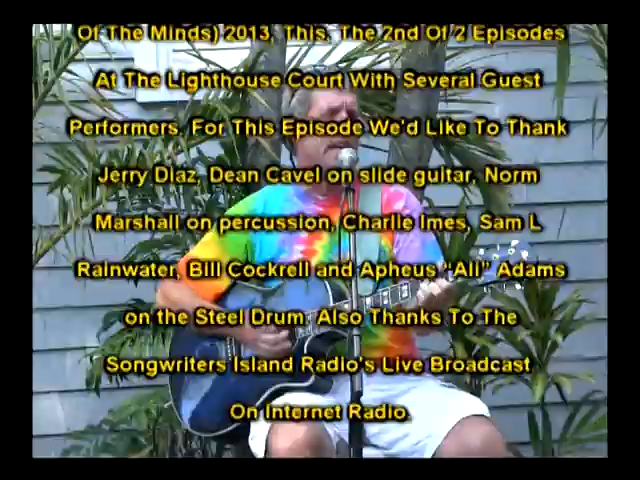 Of The Minds) 2013, This, The 2nd Of 2 Episodes
At The Lighthouse Court With Several Guest
Performers. For This Episode We'd Like To Thank
Jerry Diaz, Dean Cavel on slide guitar, Norm
Marshall on percussion, Charlie Imes, Sam L
Rainwater, Bill Cockrell and Apheus "Ali" Adams
on the Steel Drum. Also Thanks To The
Songwriters Island Radio's Live Broadcast
On Internet Radio.